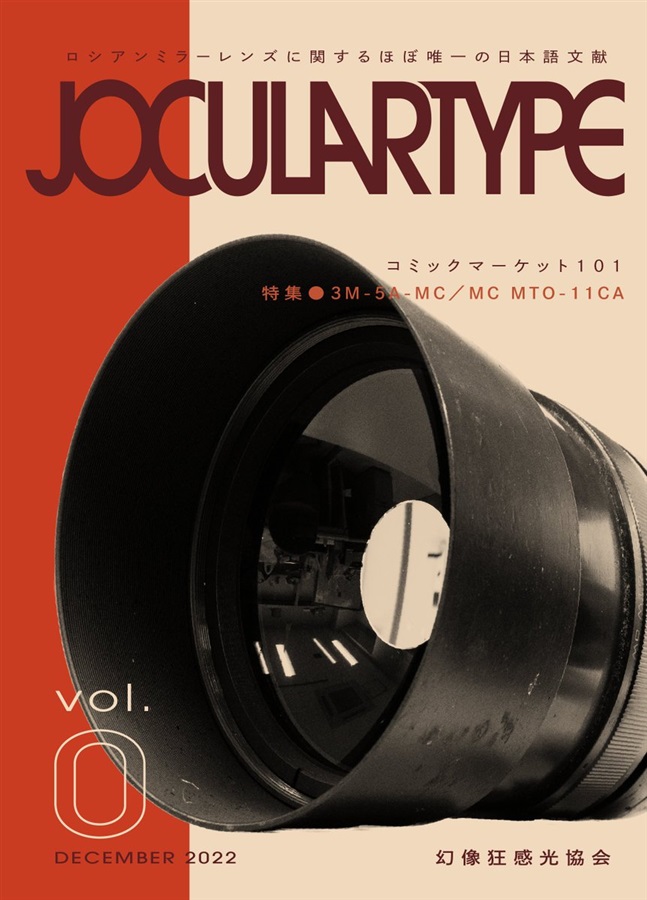 ロシアンミラーレンズに関するほぼ唯一の日本語文献
JOCULARTYPE
コミックマーケット101
特集●3M-5A-MC／MC MTO-11CA
vol.
0
DECEMBER 2022
幻像狂感光協会